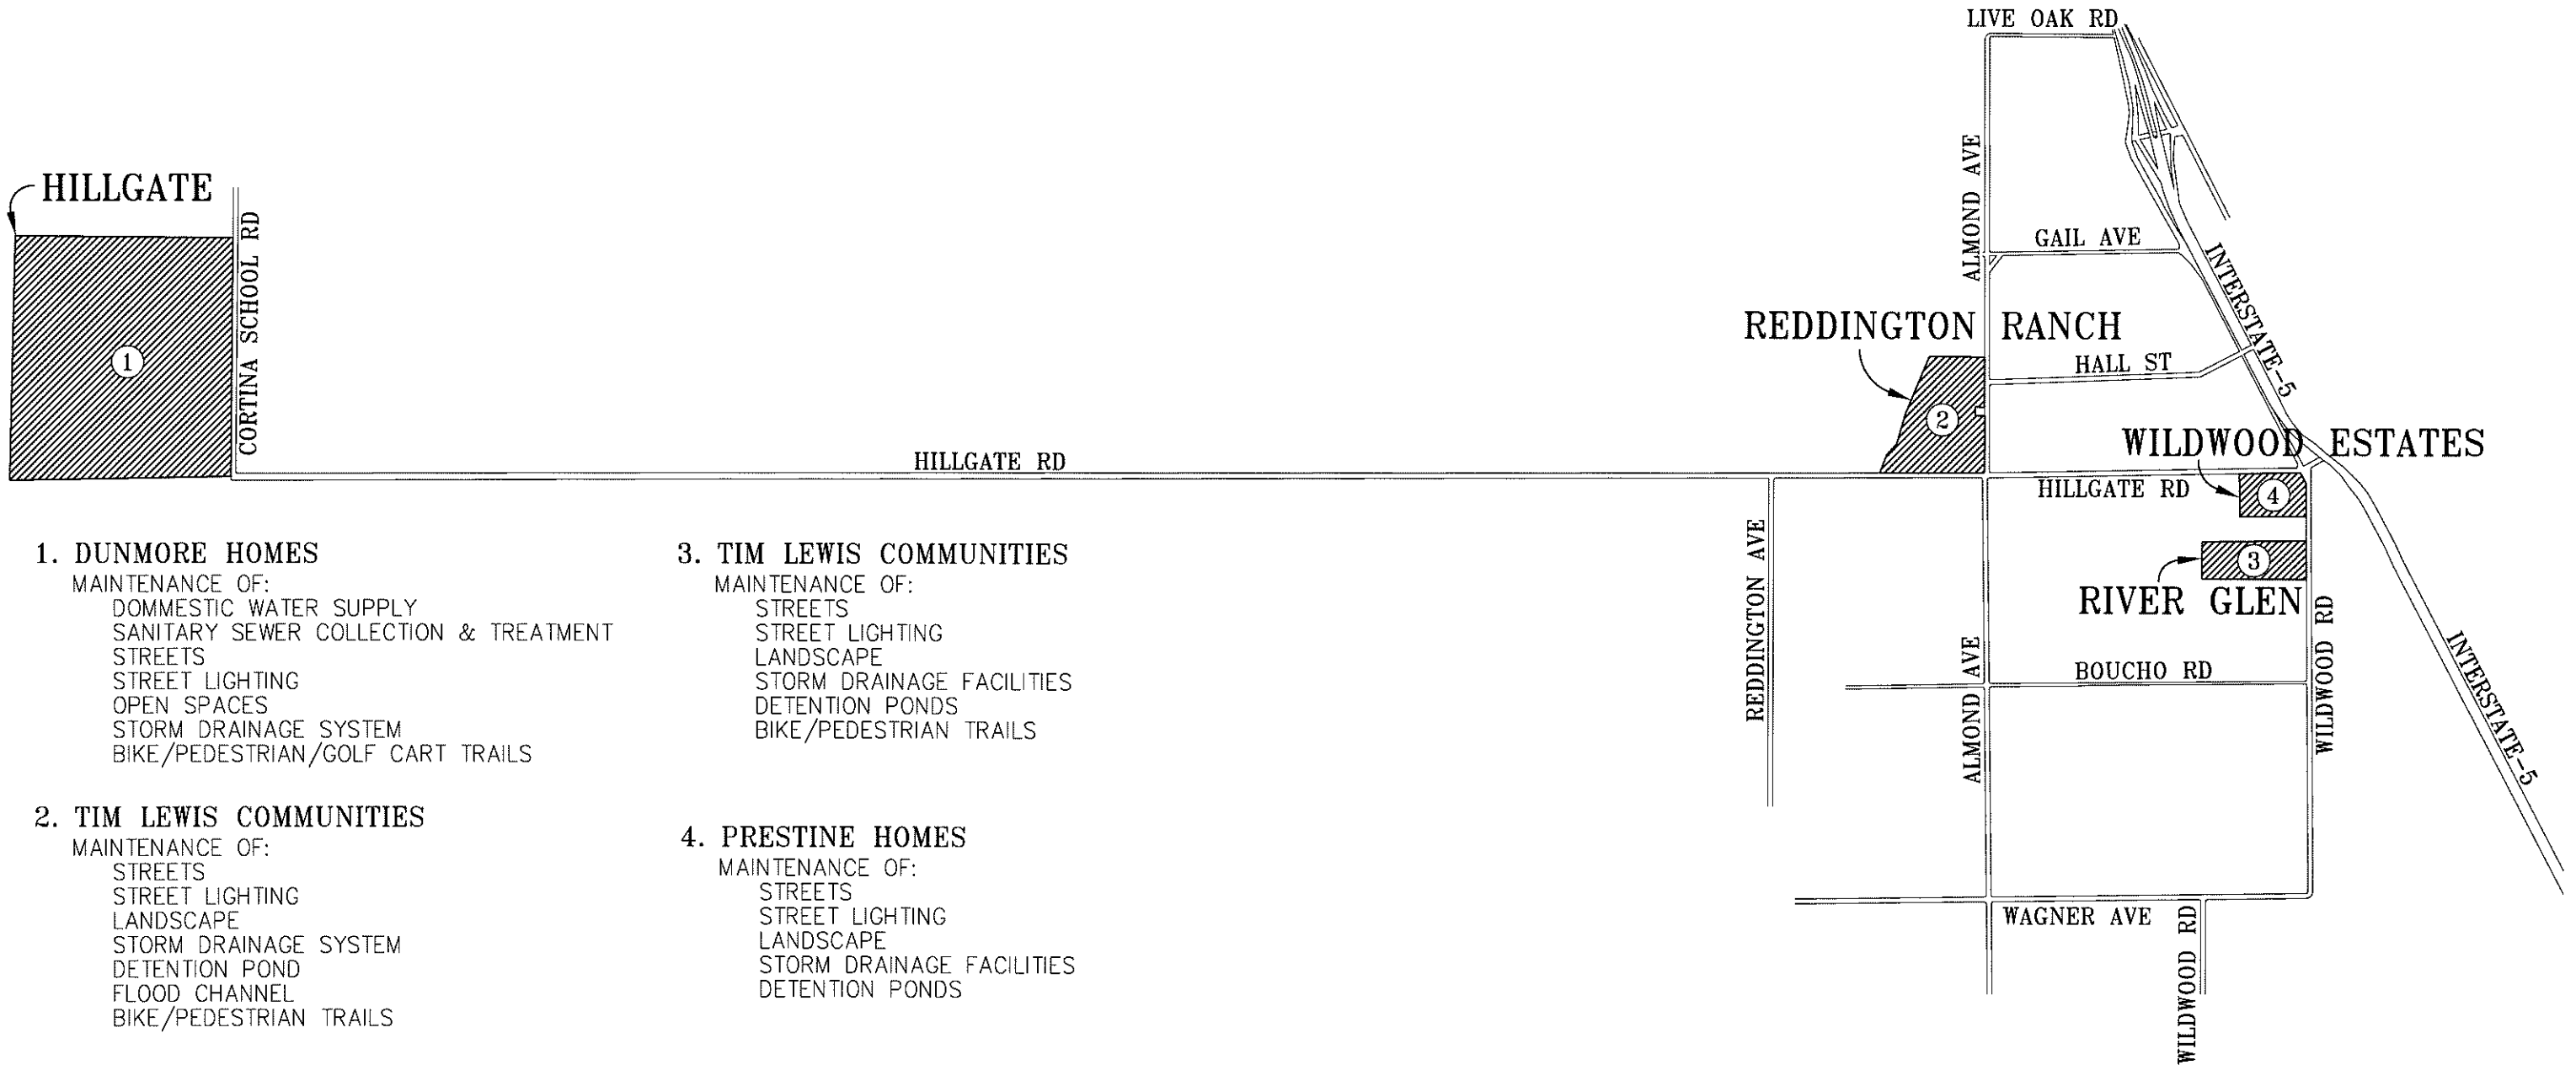 LIVE OAK RD
HILLGATE
CORTINA SCHOOL RD
1
ALMOND AVE
GAIL AVE
INTERSTATE-5
REDDINGTON RANCH
HALL ST
2
WILDWOOD ESTATES
HILLGATE RD
HILLGATE RD
4
3
RIVER GLEN
REDDINGTON AVE
ALMOND AVE
BOUCHO RD
WILDWOOD RD
INTERSTATE-5
WAGNER AVE
WILDWOOD RD
1. DUNMORE HOMES
MAINTENANCE OF:
DOMMESTIC WATER SUPPLY
SANITARY SEWER COLLECTION & TREATMENT
STREETS
STREET LIGHTING
OPEN SPACES
STORM DRAINAGE SYSTEM
BIKE/PEDESTRIAN/GOLF CART TRAILS
2. TIM LEWIS COMMUNITIES
MAINTENANCE OF:
STREETS
STREET LIGHTING
LANDSCAPE
STORM DRAINAGE SYSTEM
DETENTION POND
FLOOD CHANNEL
BIKE/PEDESTRIAN TRAILS
3. TIM LEWIS COMMUNITIES
MAINTENANCE OF:
STREETS
STREET LIGHTING
LANDSCAPE
STORM DRAINAGE FACILITIES
DETENTION PONDS
BIKE/PEDESTRIAN TRAILS
4. PRESTINE HOMES
MAINTENANCE OF:
STREETS
STREET LIGHTING
LANDSCAPE
STORM DRAINAGE FACILITIES
DETENTION PONDS